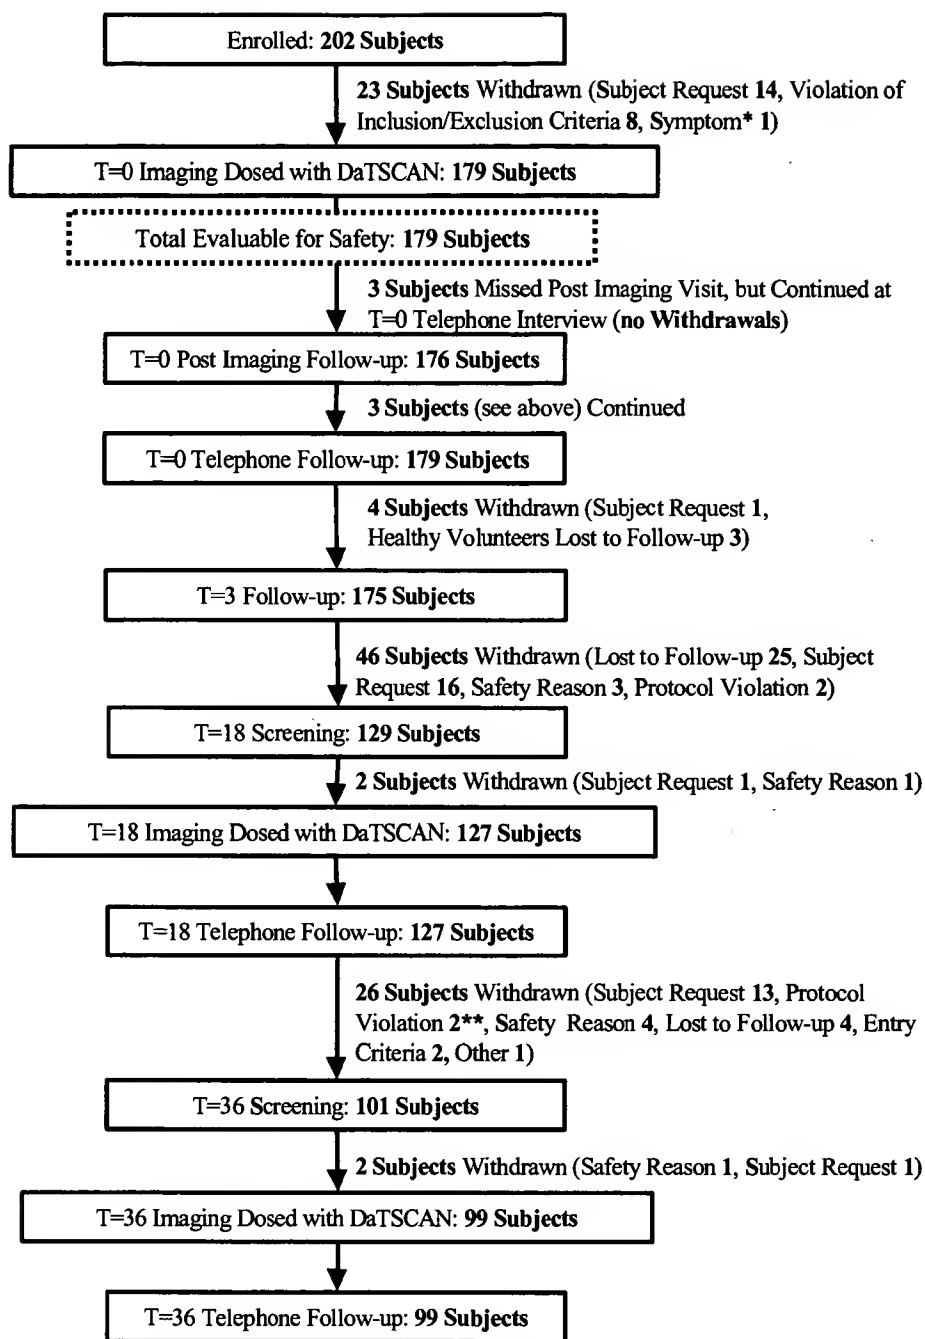 Enrolled: 202 Subjects
23 Subjects Withdrawn (Subject Request 14, Violation of
Inclusion/Exclusion Criteria 8, Symptom* 1)
T=0 Imaging Dosed with DaTSCAN: 179 Subjects
Total Evaluable for Safety: 179 Subjects
3 Subjects Missed Post Imaging Visit, but Continued at
T=0 Telephone Interview (no Withdrawals)
T=0 Post Imaging Follow-up: 176 Subjects
3 Subjects (see above) Continued
T=0 Telephone Follow-up: 179 Subjects
4 Subjects Withdrawn (Subject Request 1,
Healthy Volunteers Lost to Follow-up 3)
T=3 Follow-up: 175 Subjects
46 Subjects Withdrawn (Lost to Follow-up 25, Subject
Request 16, Safety Reason 3, Protocol Violation 2)
T=18 Screening: 129 Subjects
2 Subjects Withdrawn (Subject Request 1, Safety Reason 1)
T=18 Imaging Dosed with DaTSCAN: 127 Subjects
T=18 Telephone Follow-up: 127 Subjects
26 Subjects Withdrawn (Subject Request 13, Protocol
Violation 2**, Safety Reason 4, Lost to Follow-up 4, Entry
Criteria 2, Other 1)
T=36 Screening: 101 Subjects
2 Subjects Withdrawn (Safety Reason 1, Subject Request 1)
T=36 Imaging Dosed with DaTSCAN: 99 Subjects
T=36 Telephone Follow-up: 99 Subjects